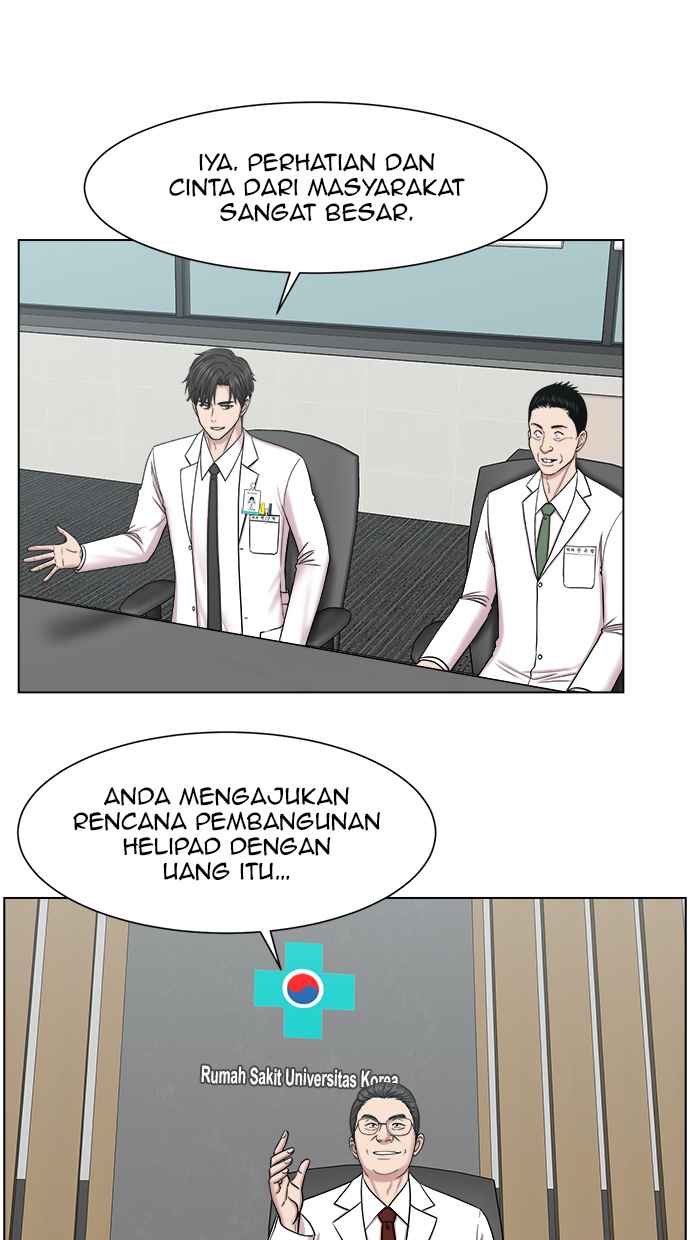 IYA. PERHATIAN DAN
CINTA DARI MASYARAKAT
SANGAT BESAR.
ANDA MENGAJUKAN
RENCANA PEMBANGUNAN
HELIPAD DENGAN
UANG ITU...
Rumah Sakit Universitas Korea